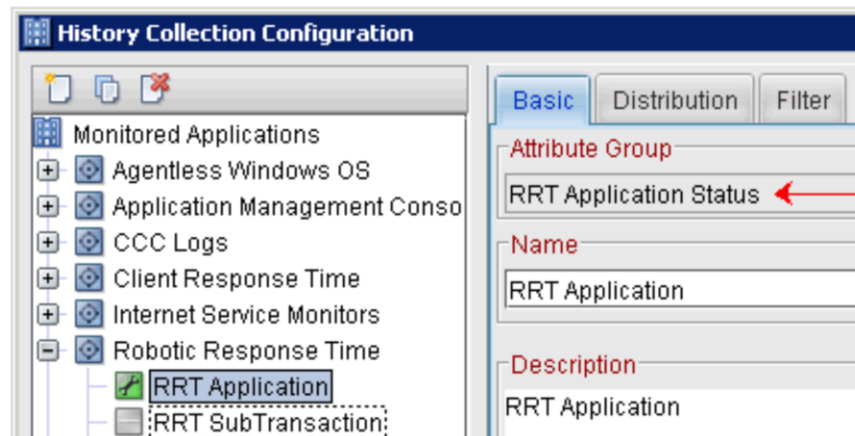 History Collection Configuration
Monitored Applications
Agentless Windows OS
Application Management Conso
CCC Logs
Client Response Time
Internet Service Monitors
Robotic Response Time
RRT Application
RRT SubTransaction
Basic
Distribution
Filter
Attribute Group
RRT Application Status
Name
RRT Application
Description
RRT Application